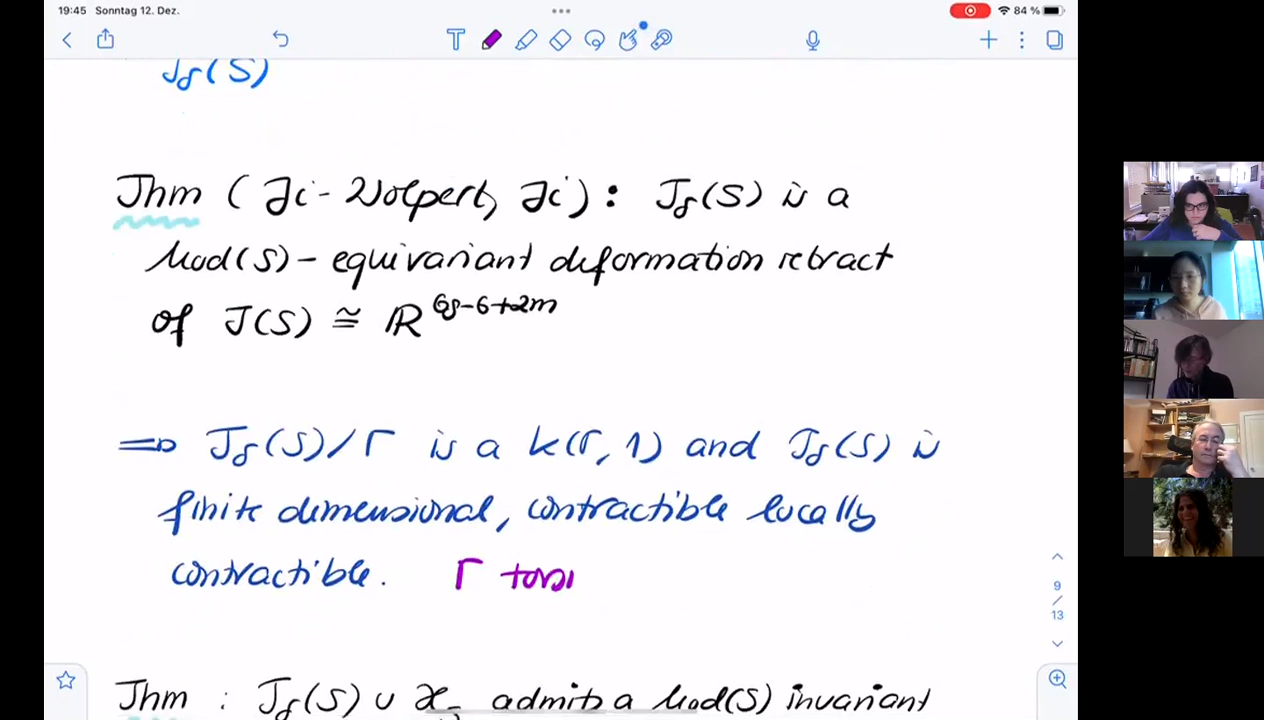 19:45 Sonntag 12. Dez.
84 %
T
J_δ(S)
Thm (Ji-Wolpert, Ji): J_δ(S) is a
Mod(S)-equivariant deformation retract
of J(S) ≅ ℝ^{6g-6+2m}
⇒ J_δ(S)/Γ is a k(Γ, 1) and J_δ(S) is
finite dimensional, contractible locally
contractible. Γ torsi
9
/
13
Thm : J_δ(S) ∪ admits a Mod(S) invariant